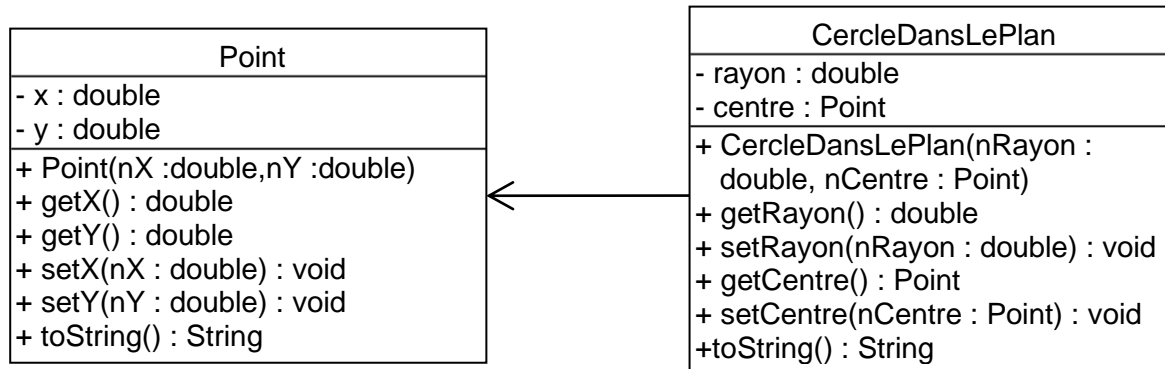 Point
- x : double
- y : double
+ Point(nX :double,nY :double)
+ getX() : double
+ getY() : double
+ setX(nX : double) : void
+ setY(nY : double) : void
+ toString() : String
CercleDansLePlan
- rayon : double
- centre : Point
+ CercleDansLePlan(nRayon :
double, nCentre : Point)
+ getRayon() : double
+ setRayon(nRayon : double) : void
+ getCentre() : Point
+ setCentre(nCentre : Point) : void
+toString() : String